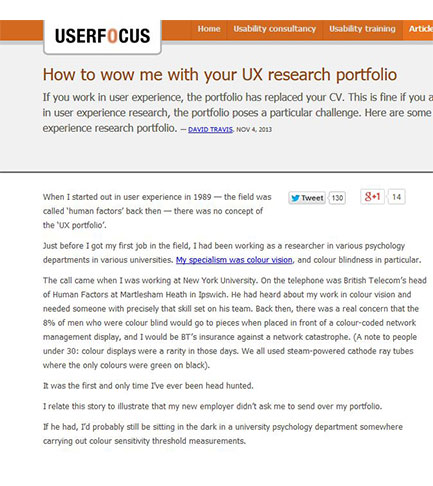 USERFOCUS
Home Usability consultancy Usability training Article
How to wow me with your UX research portfolio
If you work in user experience, the portfolio has replaced your CV. This is fine if you a
in user experience research, the portfolio poses a particular challenge. Here are some
experience research portfolio. — DAVID TRAVIS, NOV 4, 2013
When I started out in user experience in 1989 — the field was
called ‘human factors’ back then — there was no concept of
the ‘UX portfolio’.
Tweet 130
g+1 14
Just before I got my first job in the field, I had been working as a researcher in various psychology
departments in various universities. My specialism was colour vision, and colour blindness in particular.
The call came when I was working at New York University. On the telephone was British Telecom’s head
of Human Factors at Martlesham Heath in Ipswich. He had heard about my work in colour vision and
needed someone with precisely that skill set on his team. Back then, there was a real concern that the
8% of men who were colour blind would go to pieces when placed in front of a colour-coded network
management display, and I would be BT’s insurance against a network catastrophe. (A note to people
under 30: colour displays were a rarity in those days. We all used steam-powered cathode ray tubes
where the only colours were green on black).
It was the first and only time I’ve ever been head hunted.
I relate this story to illustrate that my new employer didn’t ask me to send over my portfolio.
If he had, I’d probably still be sitting in the dark in a university psychology department somewhere
carrying out colour sensitivity threshold measurements.